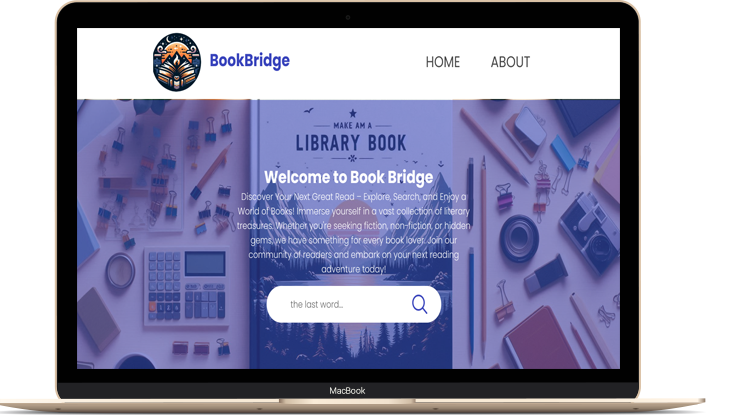 BookBridge
HOME
ABOUT
MAKE AM A
LIBRARY BOOK
Welcome to Book Bridge
Discover Your Next Great Read – Explore, Search, and Enjoy a
World of Books! Immerse yourself in a vast collection of literary
treasures. Whether you're seeking fiction, non-fiction, or hidden
gems, we have something for every book lover. Join our
community of readers and embark on your next reading
adventure today!
the last word...
MacBook